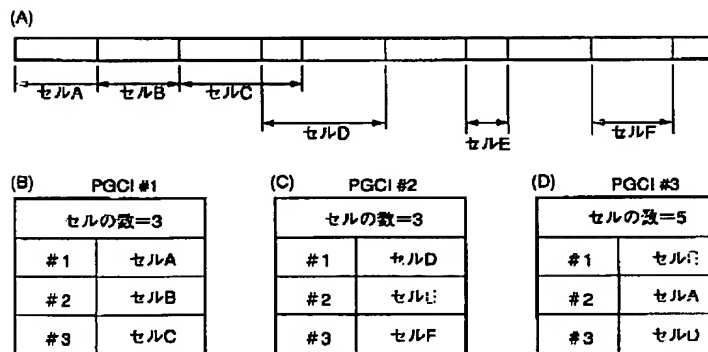 (A)
セルA
セルB
セルC
セルD
セルE
セルF
(B) PGCI #1
セルの数=3
#1 セルA
#2 セルB
#3 セルC
(C) PGCI #2
セルの数=3
#1 セルD
#2
#3 セルF
(D) PGCI #3
セルの数=5
#1
#2 セルA
#3